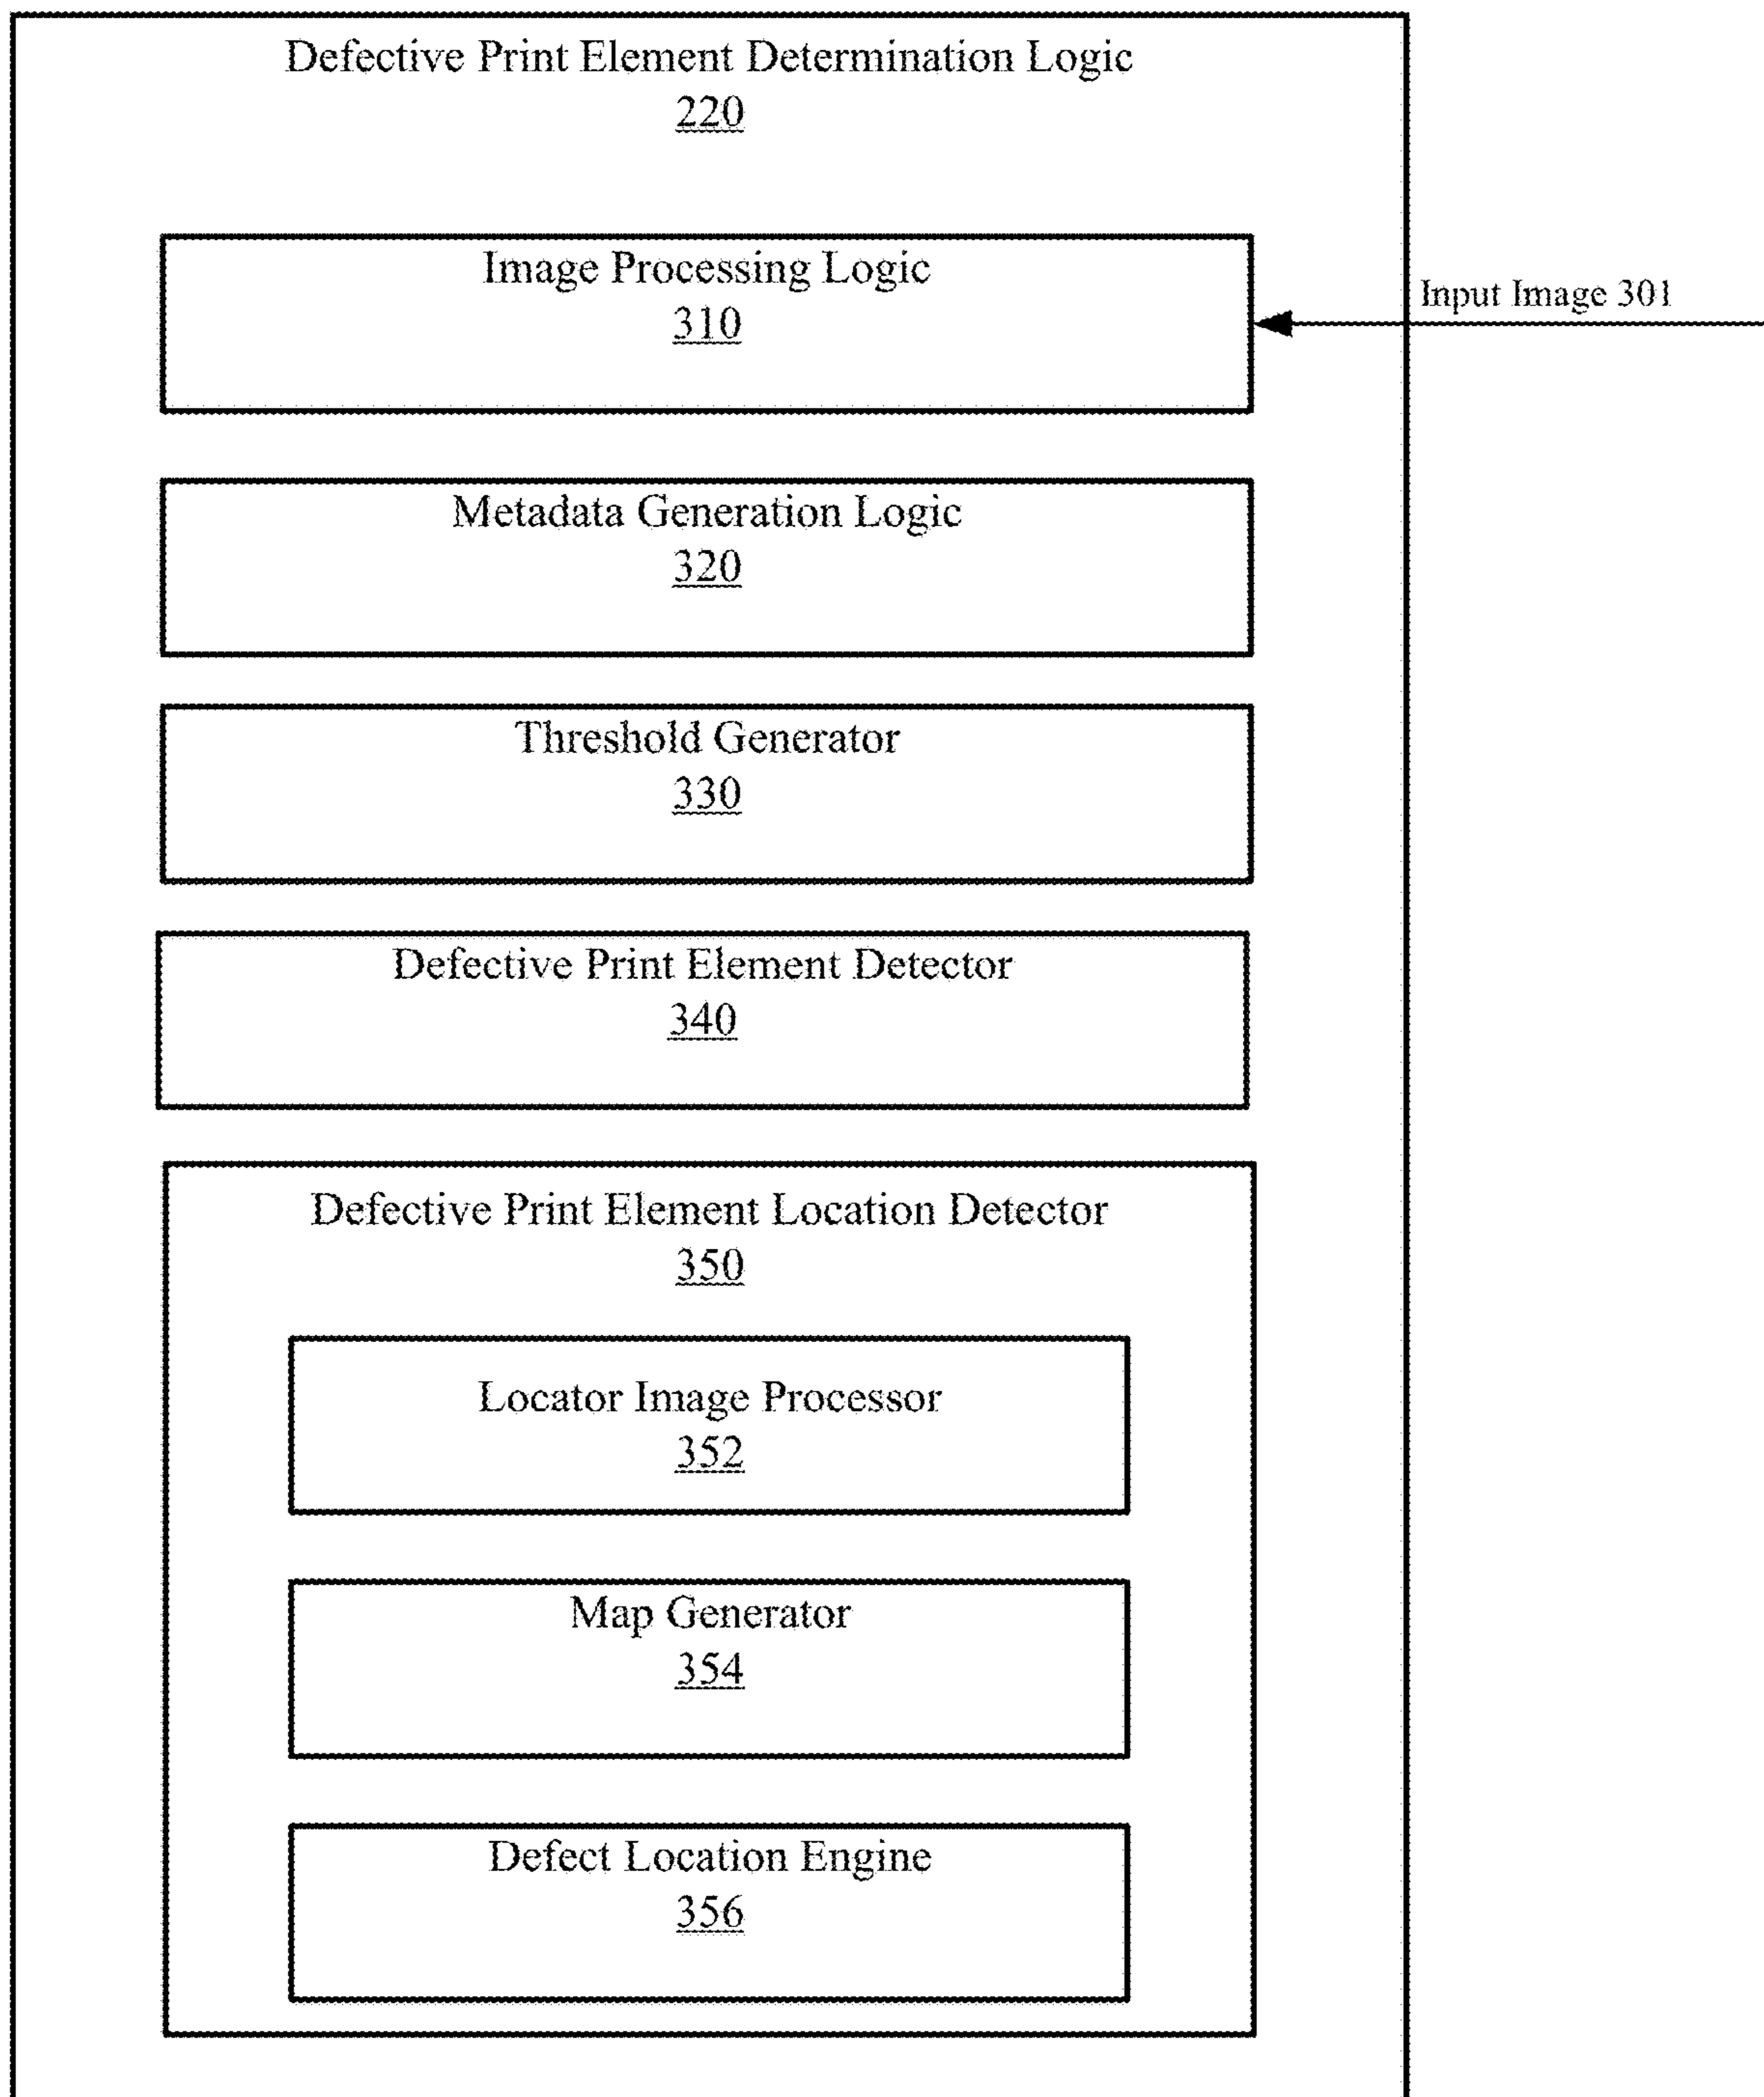 Defective Print Element Determination Logic
220
Image Processing Logic
310
Input Image 301
Metadata Generation Logic
320
Threshold Generator
330
Defective Print Element Detector
340
Defective Print Element Location Detector
350
Locator Image Processor
352
Map Generator
354
Defect Location Engine
356